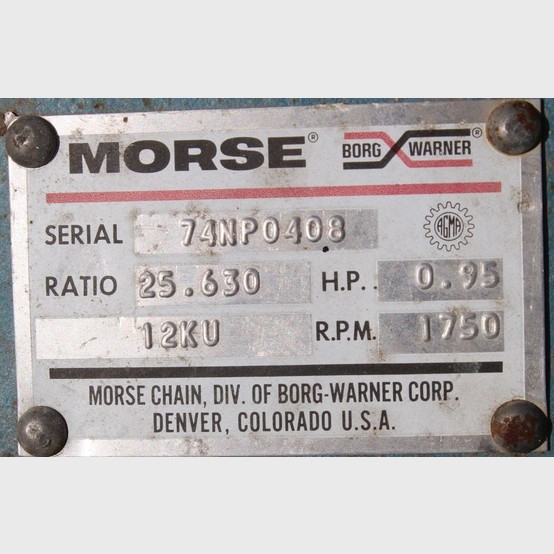 MORSE® BORG WARNER®
SERIAL 74NP0408 AGMA
RATIO 25.630 H.P. 0.95
12KU R.P.M. 1750
MORSE CHAIN, DIV. OF BORG-WARNER CORP.
DENVER, COLORADO U.S.A.